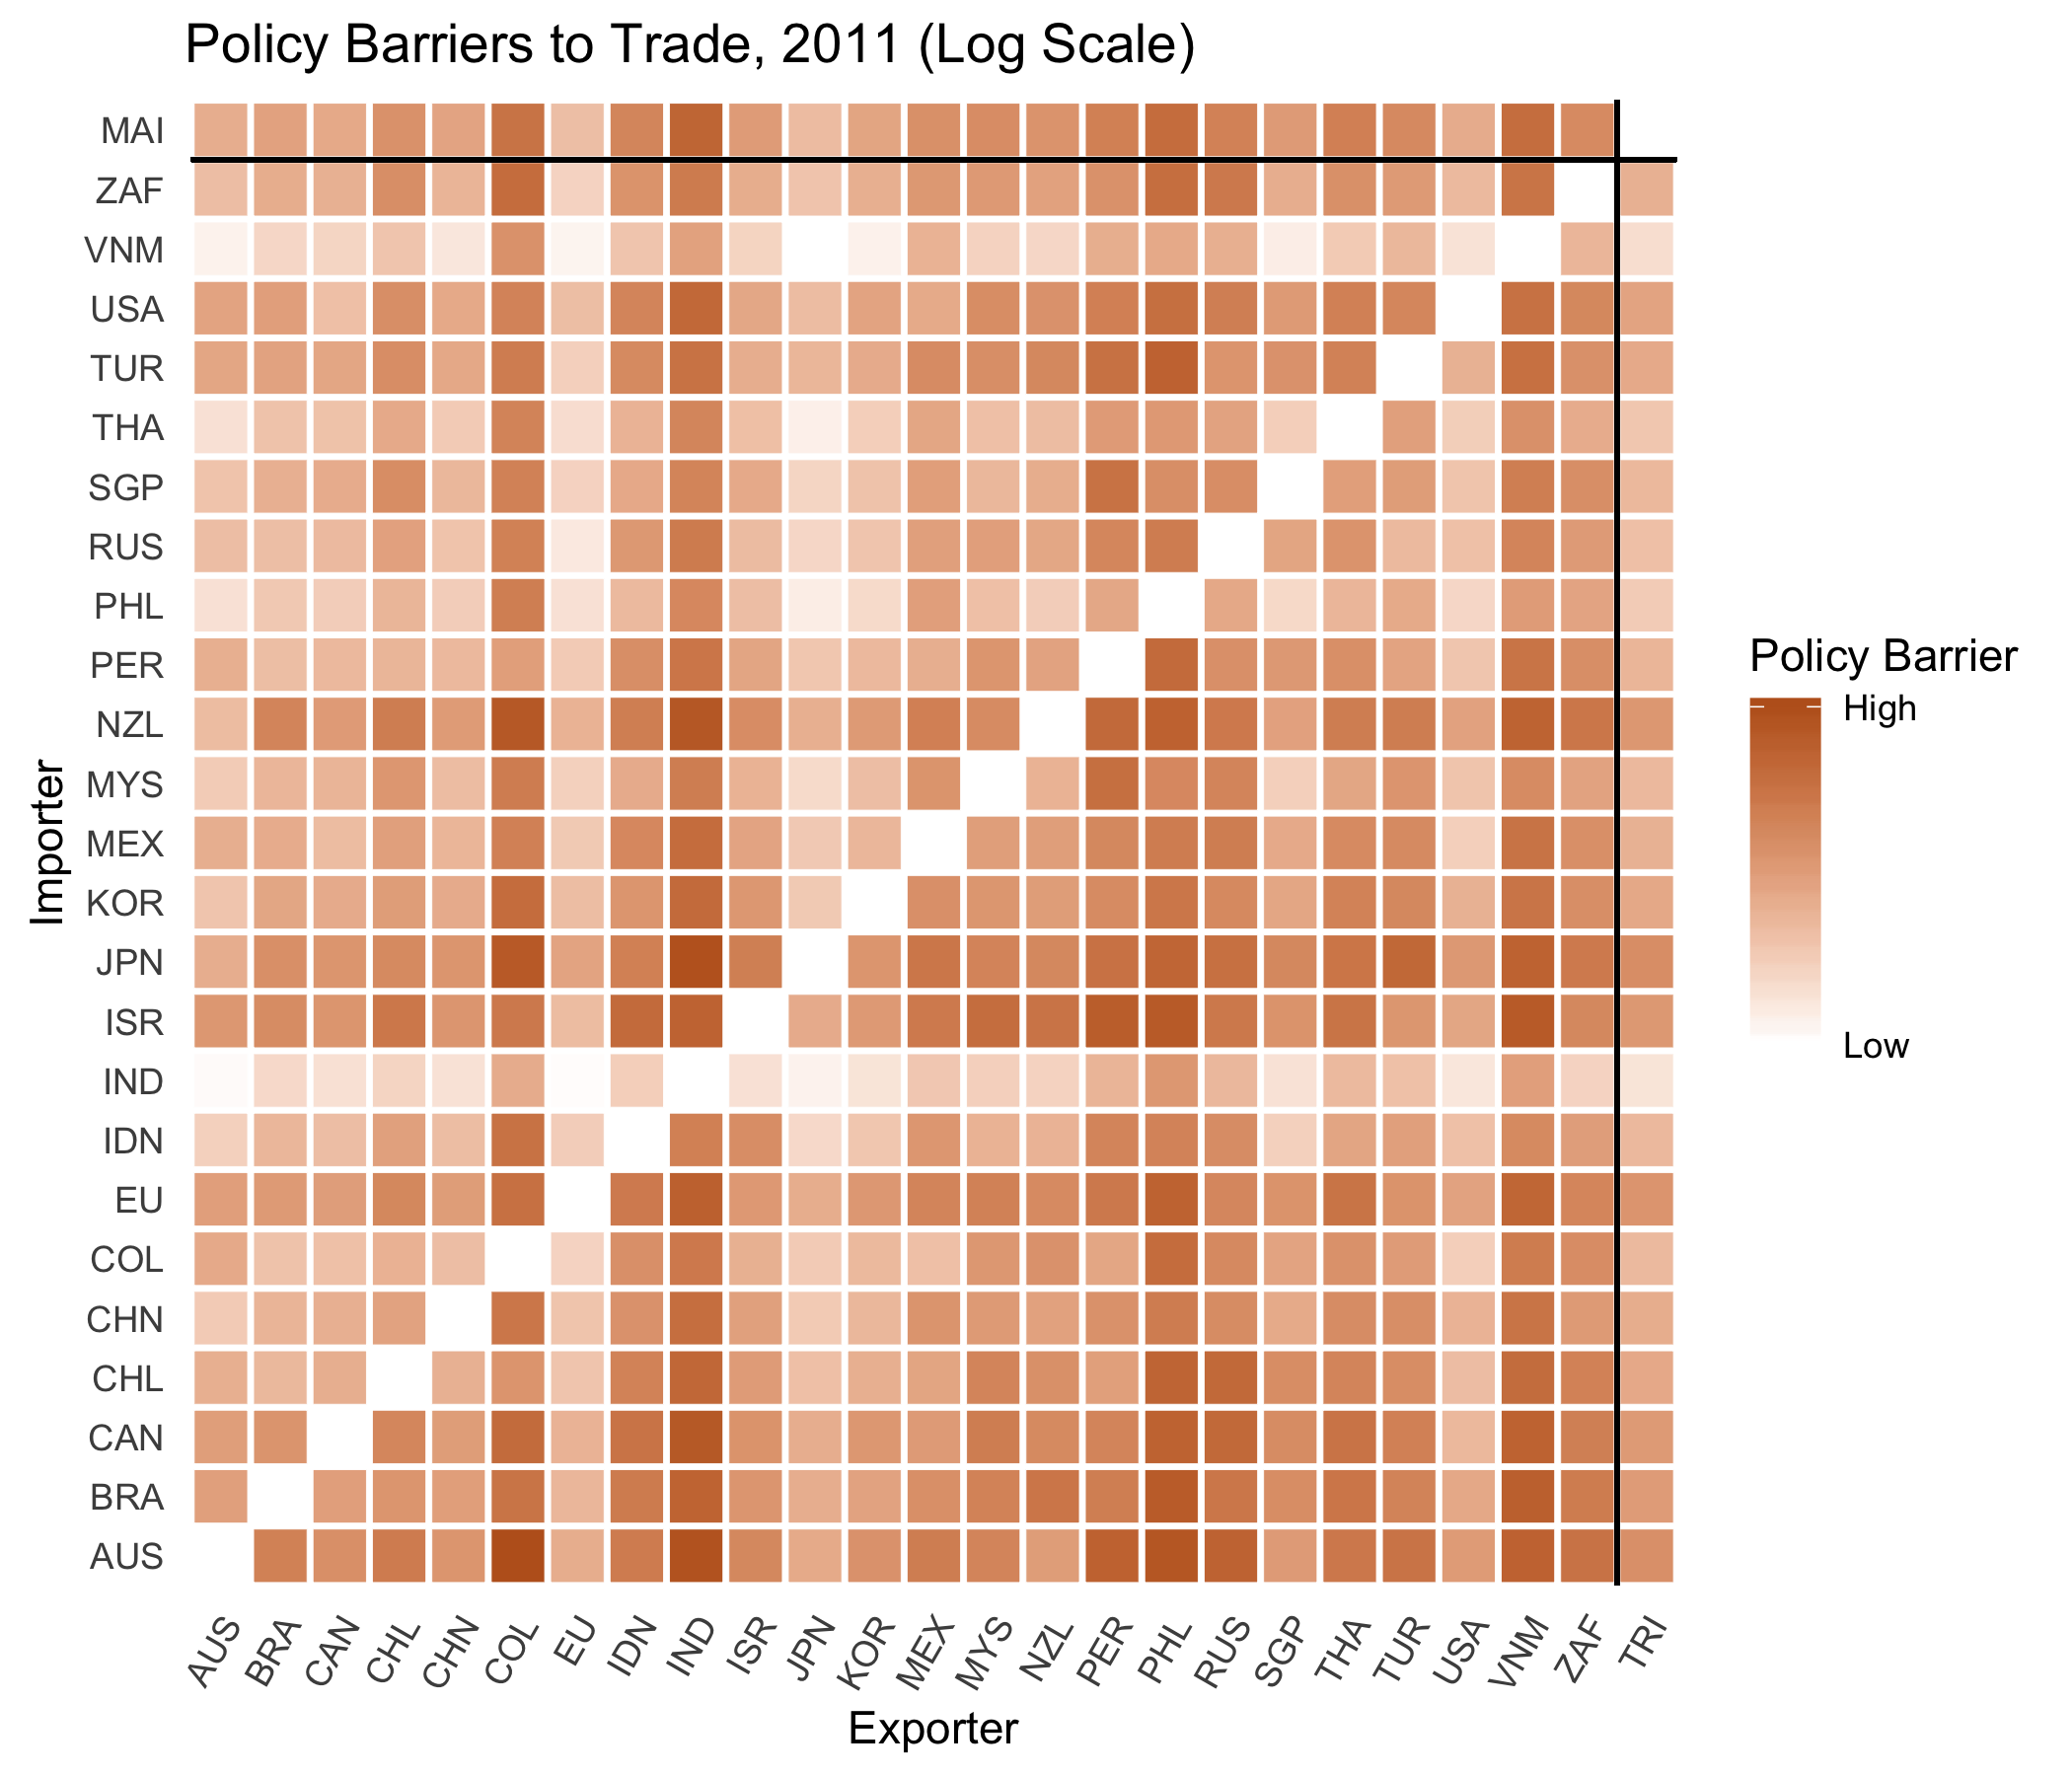 Policy Barriers to Trade, 2011 (Log Scale)
MAI
ZAF
VNM
USA
TUR
THA
SGP
RUS
PHL
PER
NZL
MYS
MEX
KOR
JPN
ISR
IND
IDN
EU
COL
CHN
CHL
CAN
BRA
AUS
Importer
AUS BRA CAN CHL CHN COL EU IDN IND ISR JPN KOR MEX MYS NZL PER PHL RUS SGP THA TUR USA VNM ZAF TRI
Exporter
Policy Barrier
High
Low